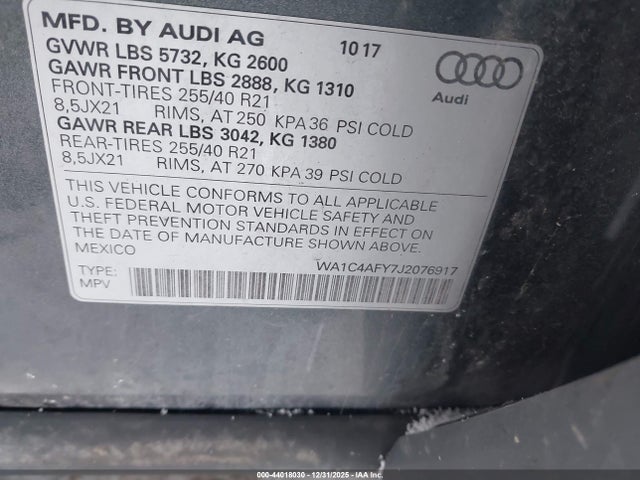 MFD. BY AUDI AG 10 17
GVWR LBS 5732, KG 2600
GAWR FRONT LBS 2888, KG 1310
FRONT-TIRES 255/40 R21
8,5JX21 RIMS, AT 250 KPA 36 PSI COLD
GAWR REAR LBS 3042, KG 1380
REAR-TIRES 255/40 R21
8,5JX21 RIMS, AT 270 KPA 39 PSI COLD
Audi
THIS VEHICLE CONFORMS TO ALL APPLICABLE
U.S. FEDERAL MOTOR VEHICLE SAFETY AND
THEFT PREVENTION STANDARDS IN EFFECT ON
THE DATE OF MANUFACTURE SHOWN ABOVE.
MEXICO
WA1C4AFY7J2076917
TYPE:
MPV
000-44018030 - 12/31/2025 - IAAI.COM